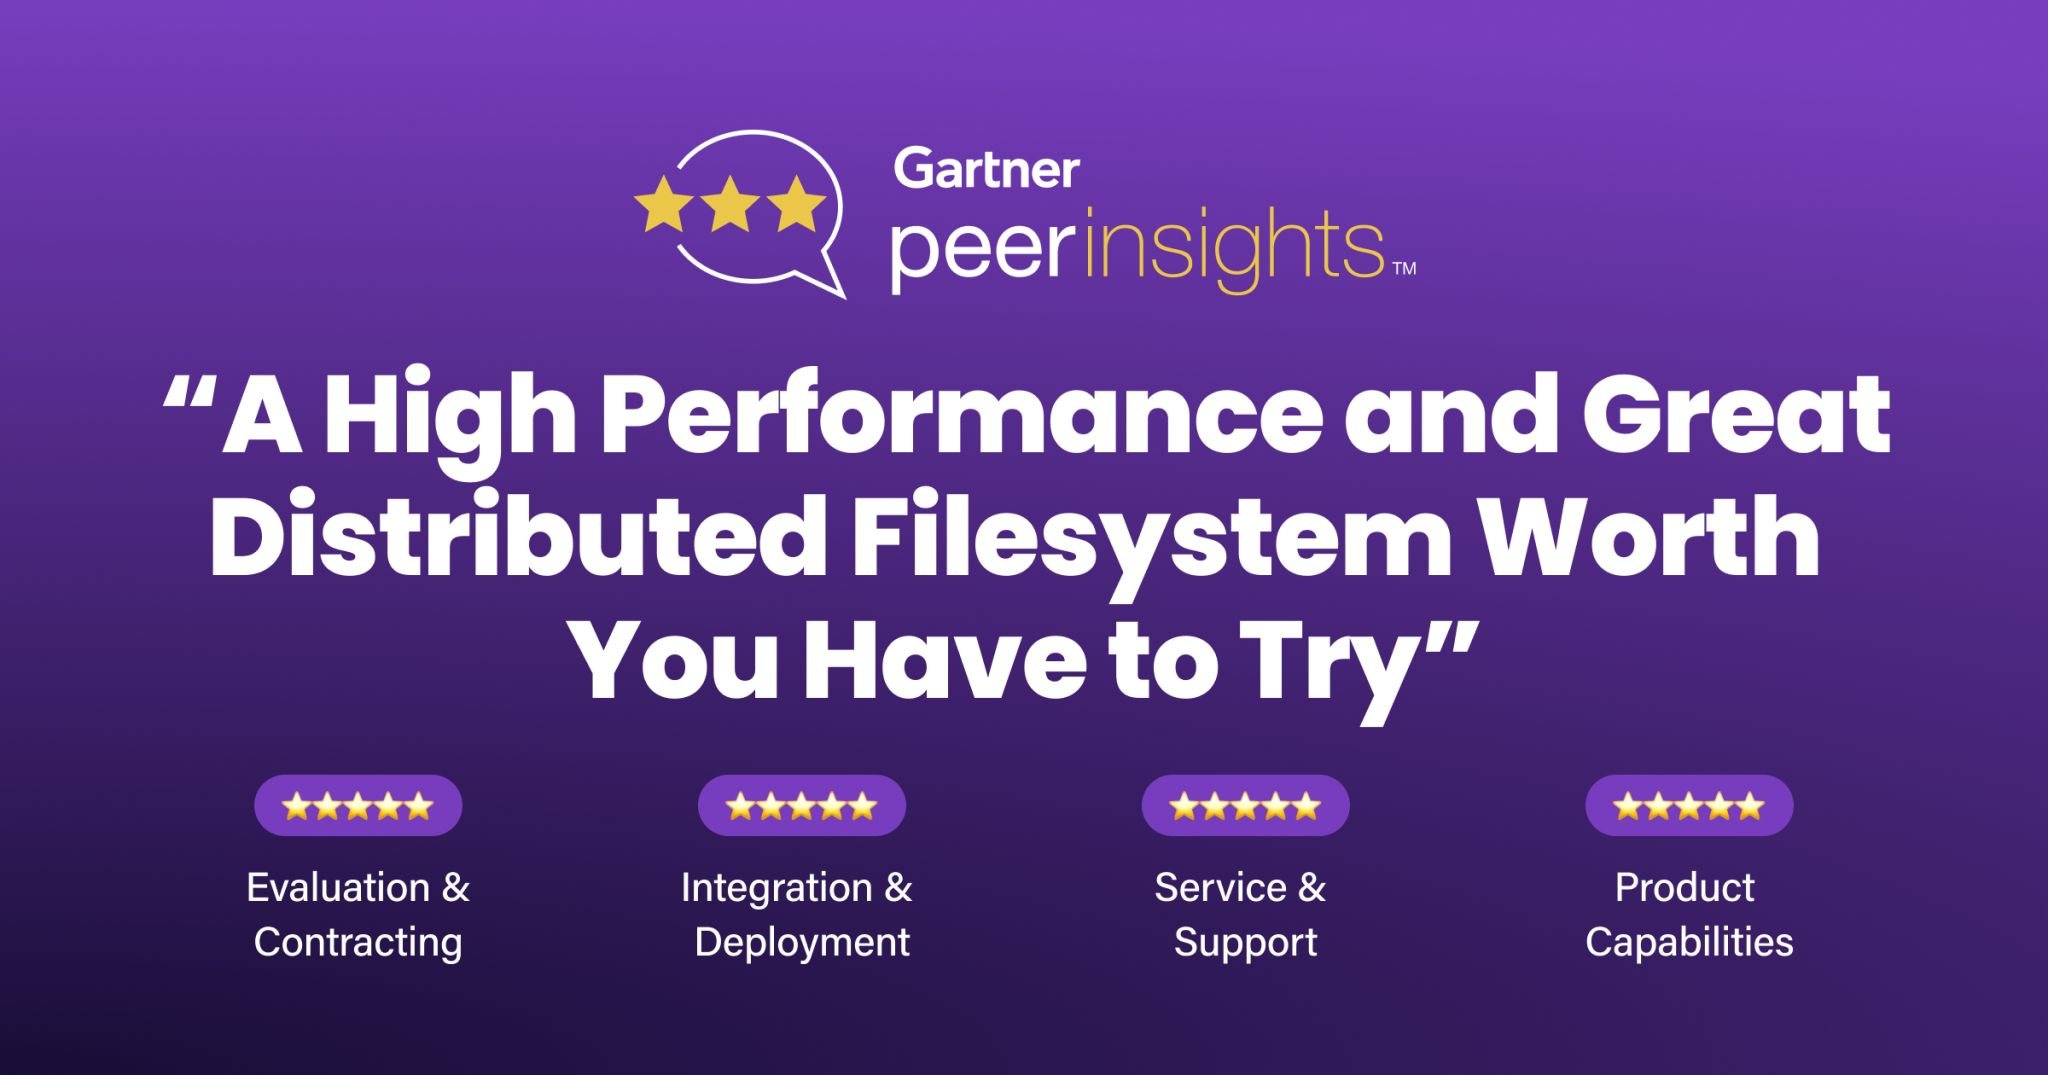 Gartner
peerinsights™
“A High Performance and Great
Distributed Filesystem Worth
You Have to Try”
Evaluation &
Contracting
Integration &
Deployment
Service &
Support
Product
Capabilities